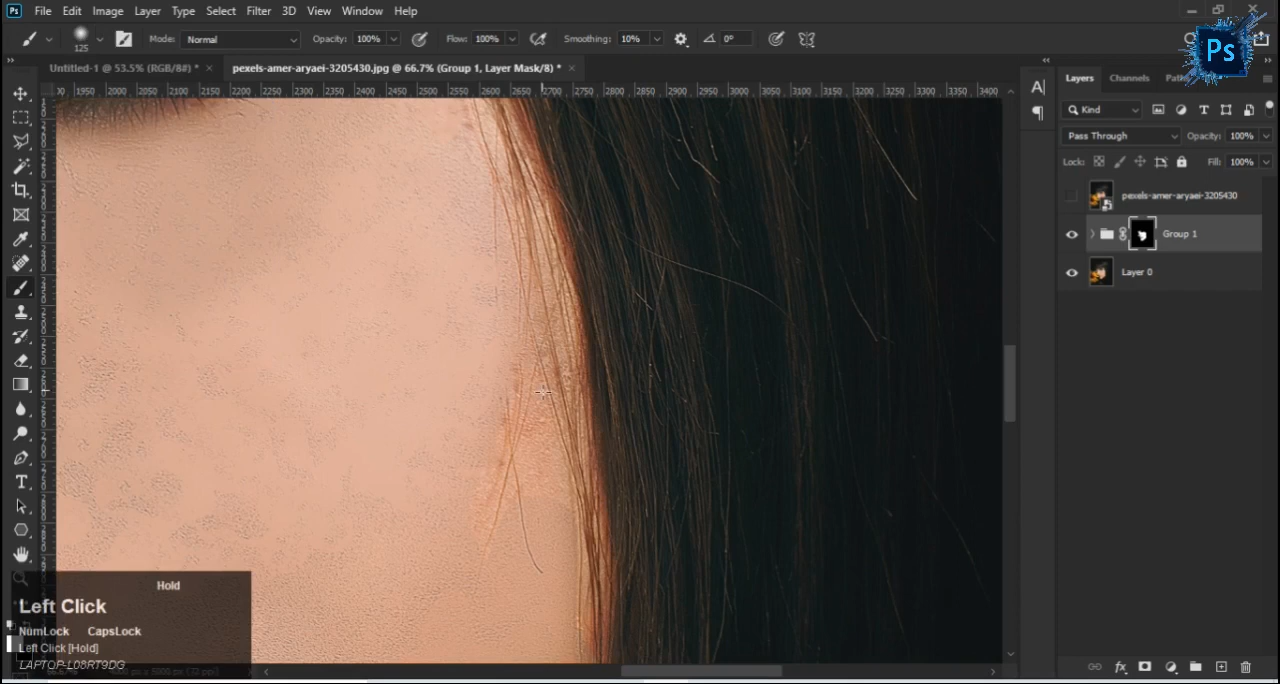 Ps File Edit Image Layer Type Select Filter 3D View Window Help
125 Mode: Normal Opacity: 100% Flow: 100% Smoothing: 10% 0°
Ps
Untitled-1 @ 53.5% (RGB/8#) * × pexels-amer-aryaei-3205430.jpg @ 66.7% (Group 1, Layer Mask/8) * ×
Layers Channels
1950 2000 2050 2100 2150 2200 2250 2300 2350 2400 2450 2500 2550 2600 2650 2700 2750 2800 2850 2900 2950 3000 3050 3100 3150 3200 3250 3300 3350 3400
Kind
Pass Through Opacity: 100%
Lock: Fill: 100%
pexels-amer-aryaei-3205430
Group 1
Layer 0
Hold
Left Click
NumLock CapsLock
Left Click [Hold]
LAPTOP-L08RT9DG